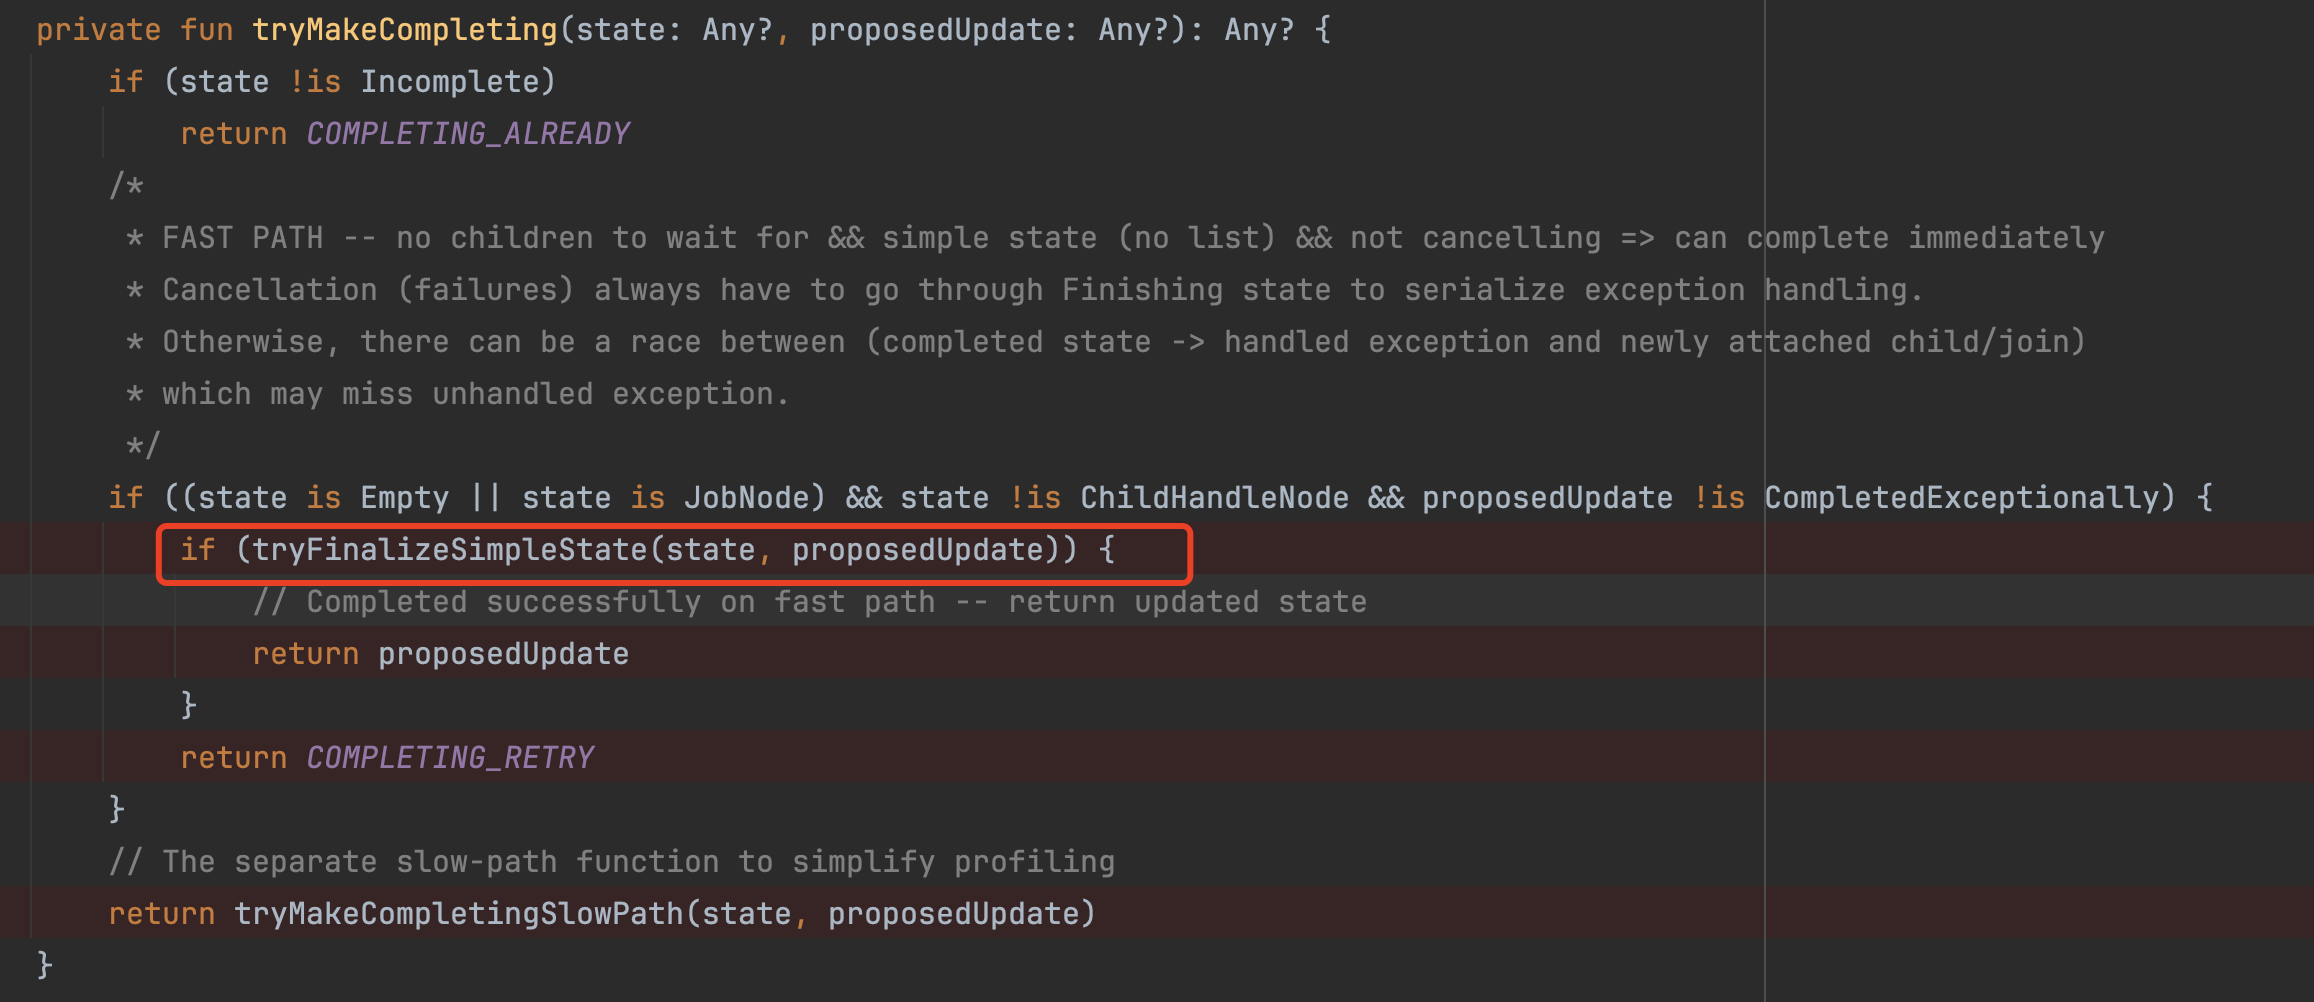 private fun tryMakeCompleting(state: Any?, proposedUpdate: Any?): Any? {
    if (state !is Incomplete)
        return COMPLETING_ALREADY
    /*
     * FAST PATH -- no children to wait for && simple state (no list) && not cancelling => can complete immediately
     * Cancellation (failures) always have to go through Finishing state to serialize exception handling.
     * Otherwise, there can be a race between (completed state -> handled exception and newly attached child/join)
     * which may miss unhandled exception.
     */
    if ((state is Empty || state is JobNode) && state !is ChildHandleNode && proposedUpdate !is CompletedExceptionally) {
        if (tryFinalizeSimpleState(state, proposedUpdate)) {
            // Completed successfully on fast path -- return updated state
            return proposedUpdate
        }
        return COMPLETING_RETRY
    }
    // The separate slow-path function to simplify profiling
    return tryMakeCompletingSlowPath(state, proposedUpdate)
}